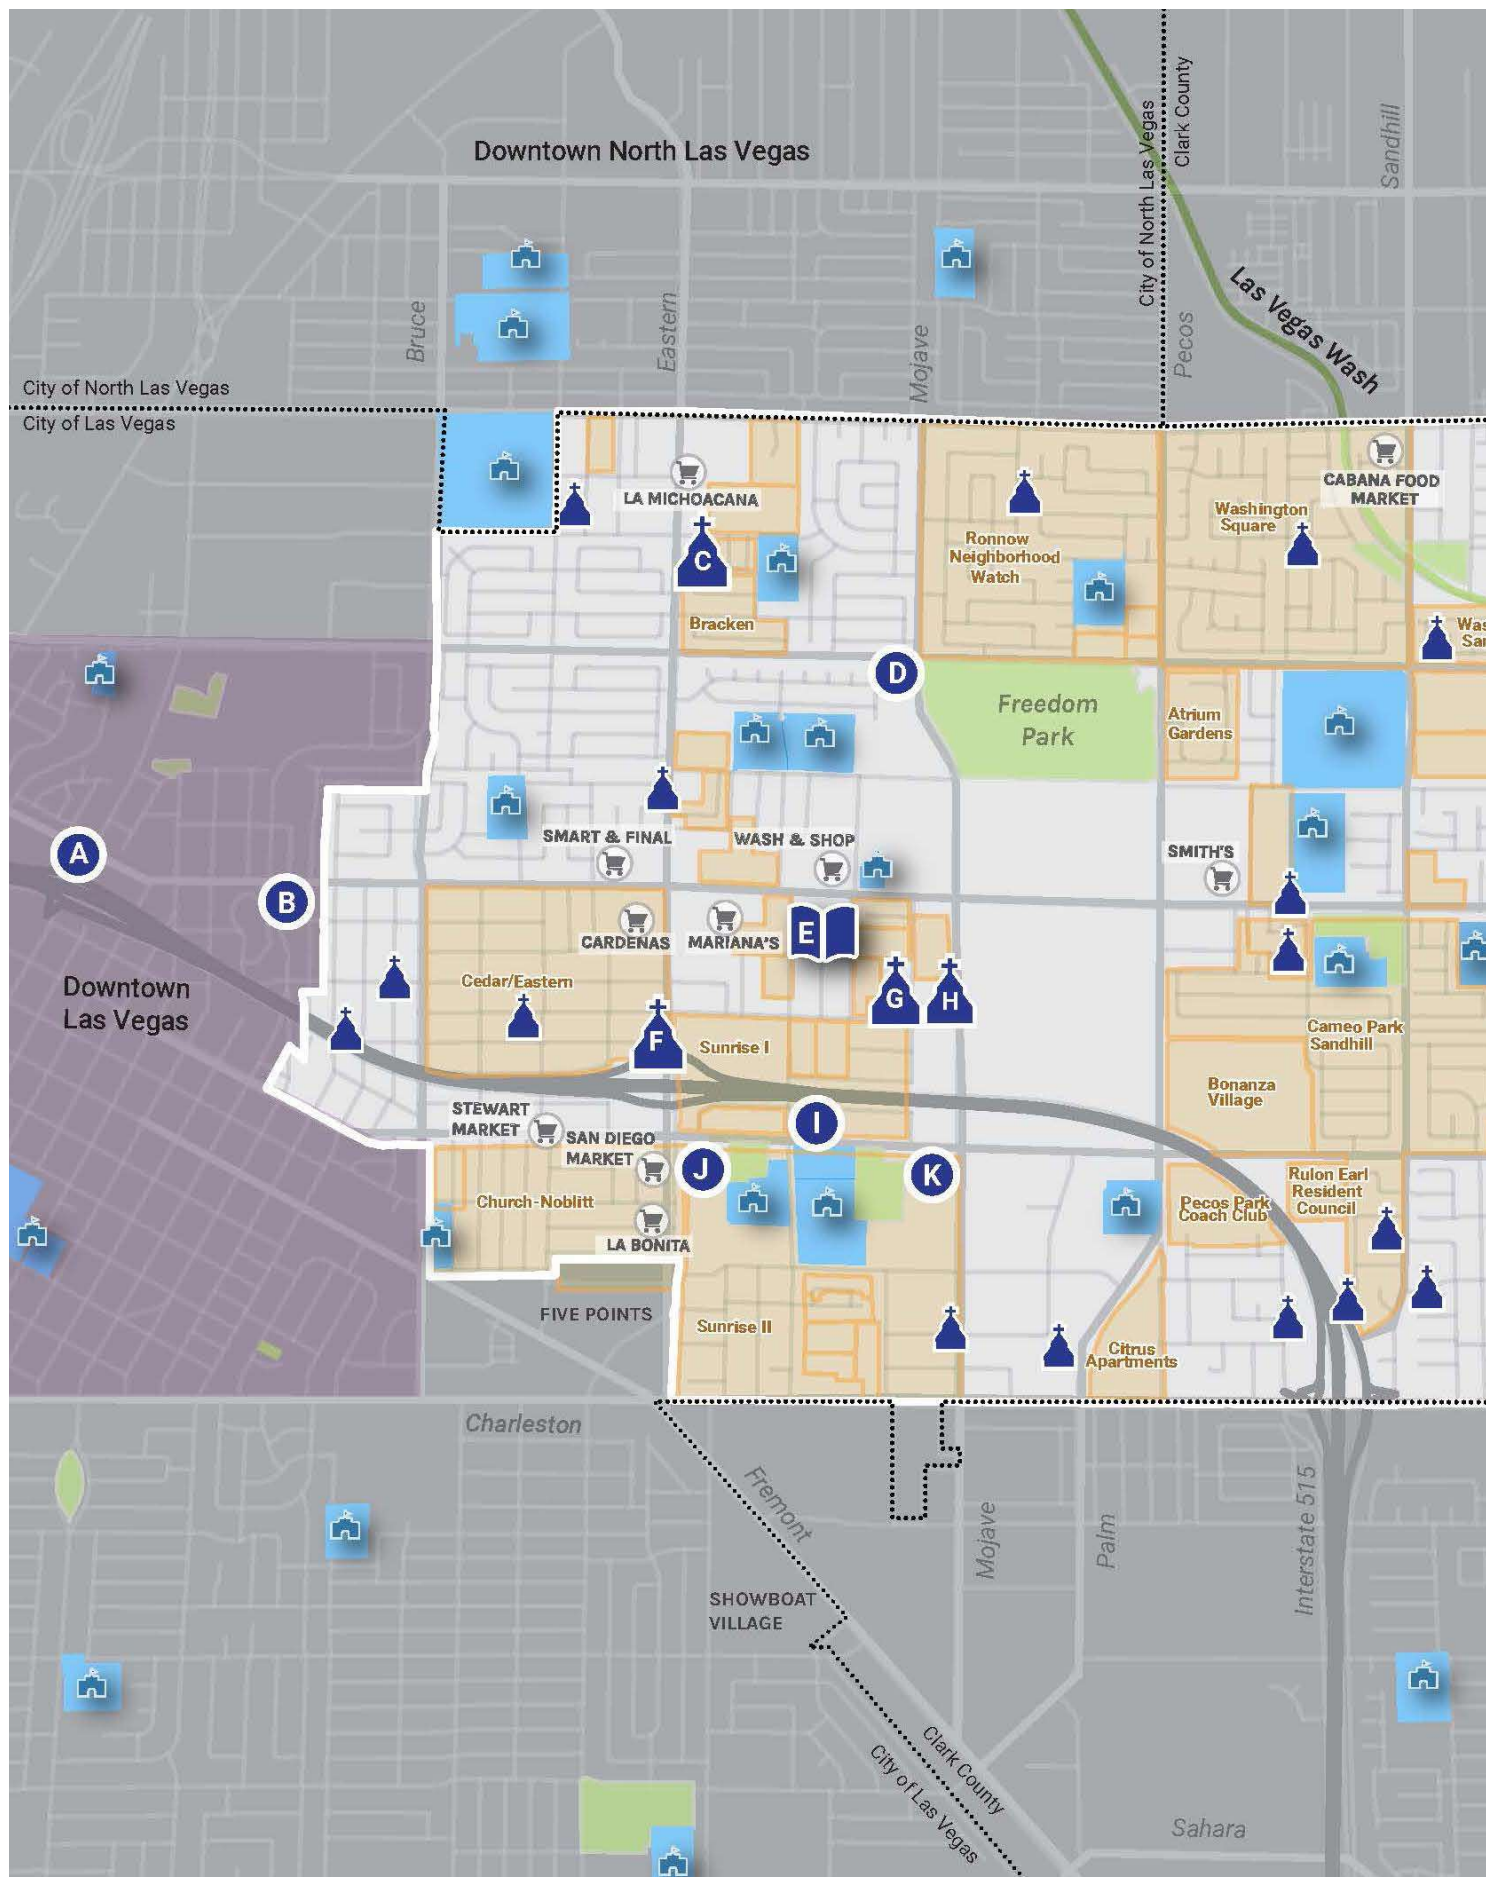 Clark County
City of North Las Vegas
Sandhill
Downtown North Las Vegas
Las Vegas Wash
Bruce
Eastern
Mojave
Pecos
City of North Las Vegas
City of Las Vegas
LA MICHOACANA
CABANA FOOD
MARKET
Washington
Square
Ronnow
Neighborhood
Watch
C
Bracken
D
Freedom
Park
Atrium
Gardens
SMART & FINAL
WASH & SHOP
SMITH'S
A
B
CARDENAS
MARIANA'S
E
Cedar/Eastern
Downtown
Las Vegas
G
H
F
Sunrise I
Cameo Park
Sandhill
Bonanza
Village
STEWART
MARKET
I
SAN DIEGO
MARKET
J
K
Church-Noblitt
Rulon Earl
Resident
Council
Pecos Park
Coach Club
LA BONITA
FIVE POINTS
Sunrise II
Citrus
Apartments
Charleston
Fremont
Mojave
Palm
Interstate 515
SHOWBOAT
VILLAGE
Clark County
City of Las Vegas
Sahara